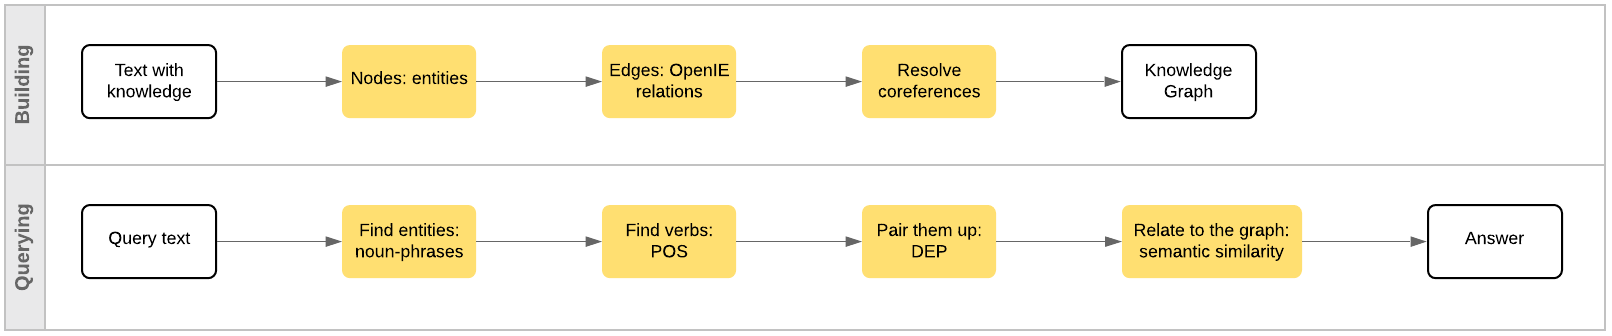 Building
Text with
knowledge
Nodes: entities
Edges: OpenIE
relations
Resolve
coreferences
Knowledge
Graph
Querying
Query text
Find entities:
noun-phrases
Find verbs:
POS
Pair them up:
DEP
Relate to the graph:
semantic similarity
Answer